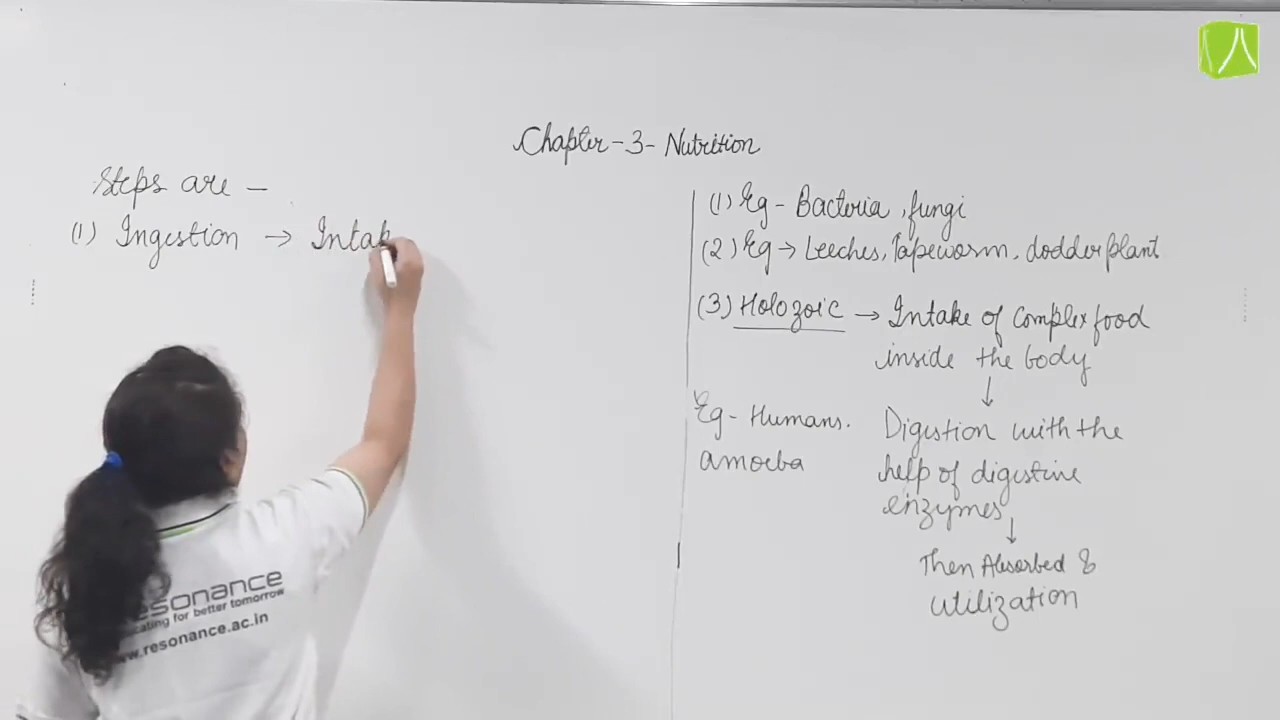 Chapter-3- Nutrition
Steps are -
(1) Ingestion → Intak
(1) Eg - Bacteria, fungi
(2) Eg → Leeches, Tapeworm, dodder plant
(3) Holozoic → Intake of Complex food
inside the body
↓
Eg - Humans.
amoeba
Digestion with the
help of digestive
enzymes
↓
Then Absorbed &
utilization
esonance
cating for better tomorrow
www.resonance.ac.in